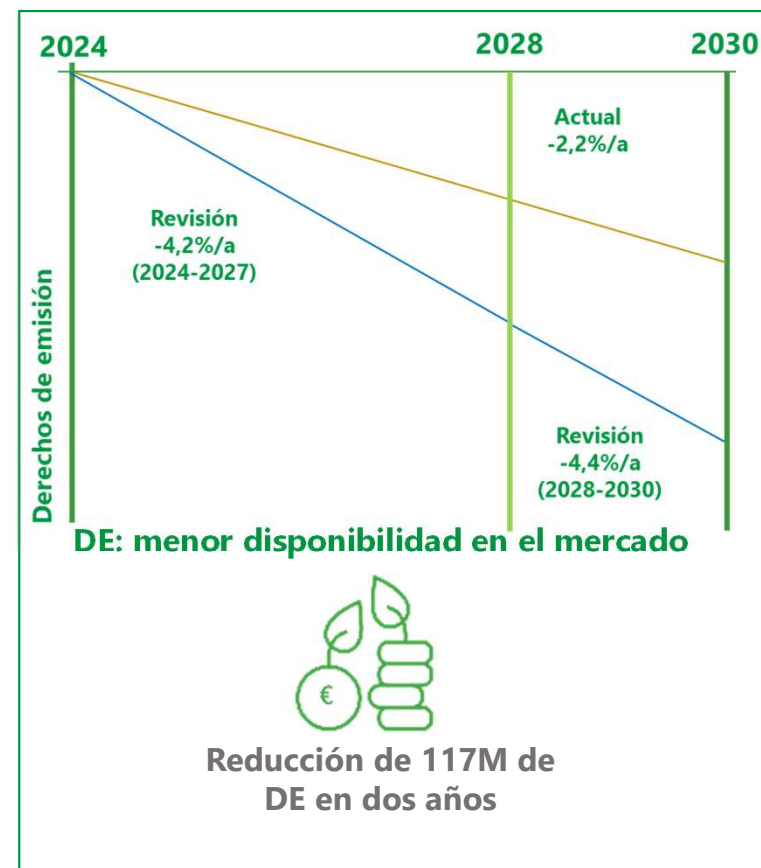 2024
2028
2030
Actual
-2,2%/a
Revisión
-4,2%/a
(2024-2027)
Derechos de emisión
Revisión
-4,4%/a
(2028-2030)
DE: menor disponibilidad en el mercado
€
Reducción de 117M de
DE en dos años